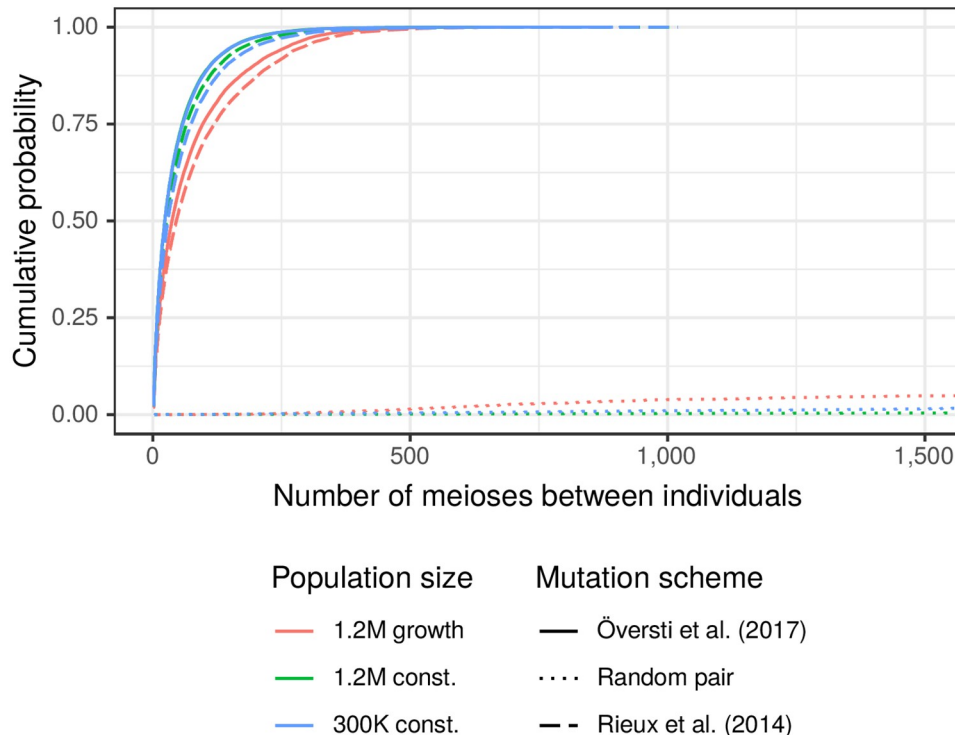 Cumulative probability
1.00
0.75
0.50
0.25
0.00
0 500 1,000 1,500
Number of meioses between individuals
Population size
1.2M growth
1.2M const.
300K const.
Mutation scheme
Översti et al. (2017)
Random pair
Rieux et al. (2014)